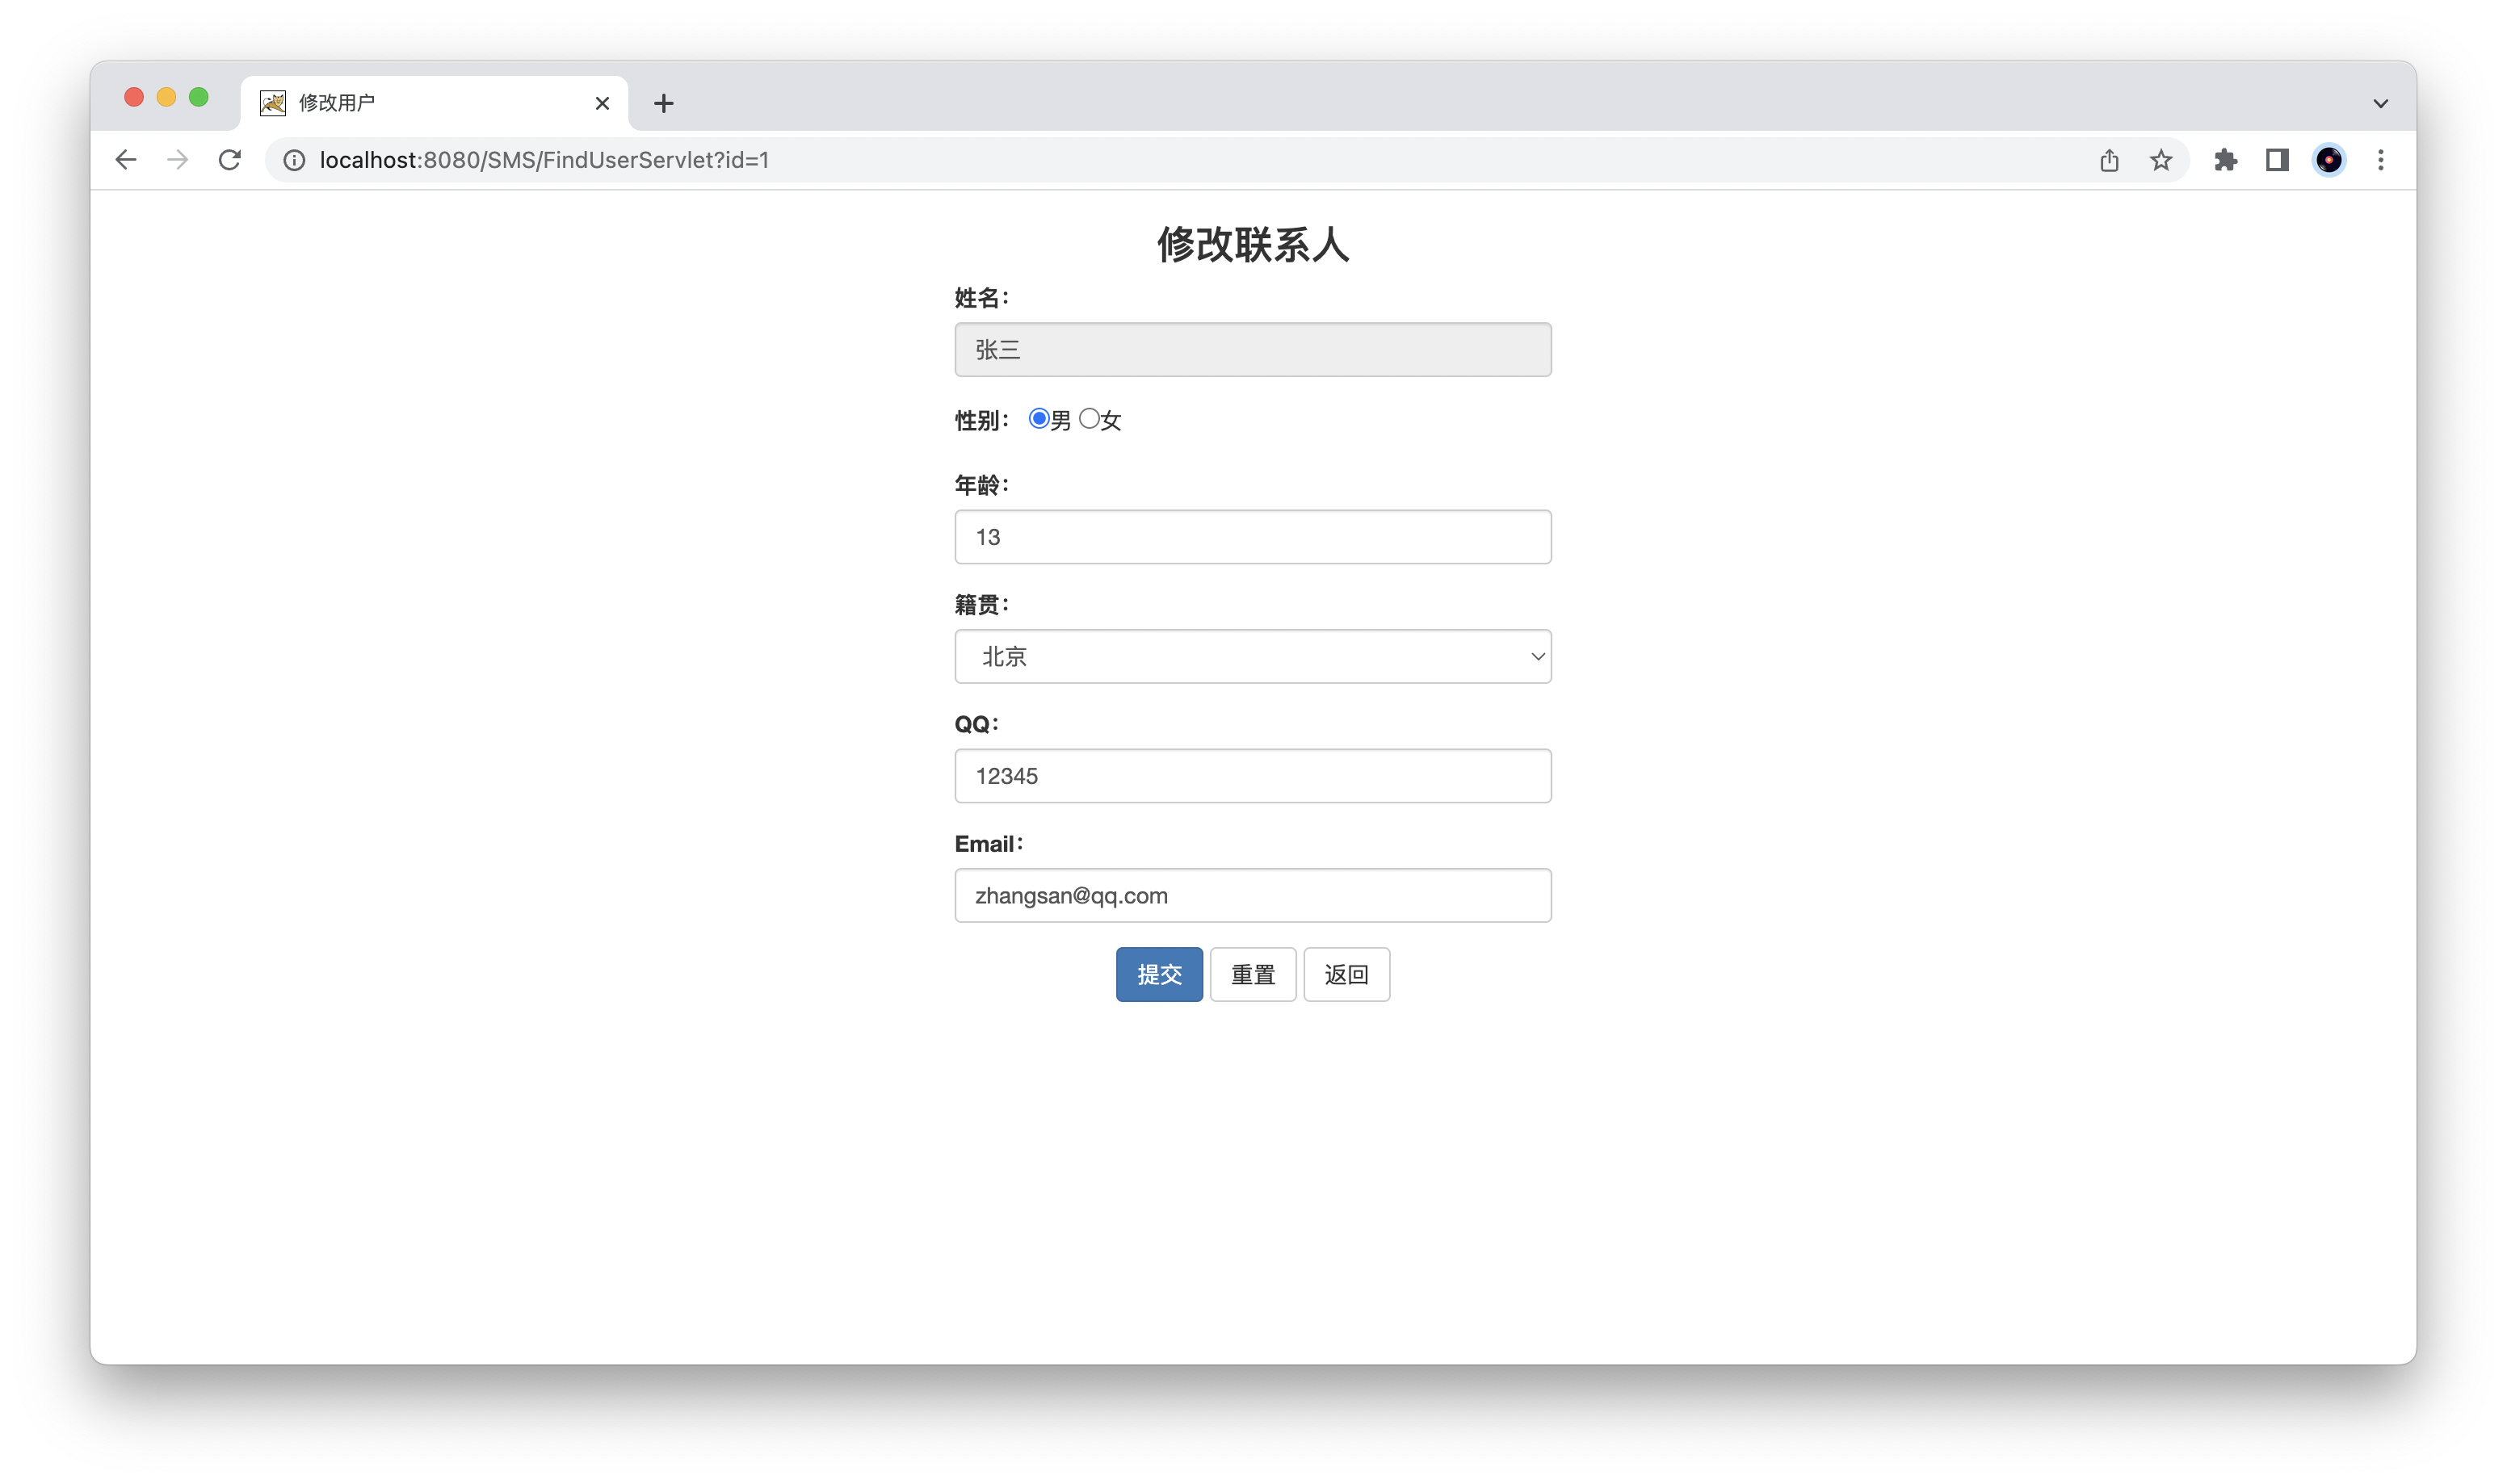 修改用户
localhost:8080/SMS/FindUserServlet?id=1
修改联系人
姓名：
张三
性别： 男 女
年龄：
13
籍贯：
北京
QQ：
12345
Email：
zhangsan@qq.com
提交 重置 返回